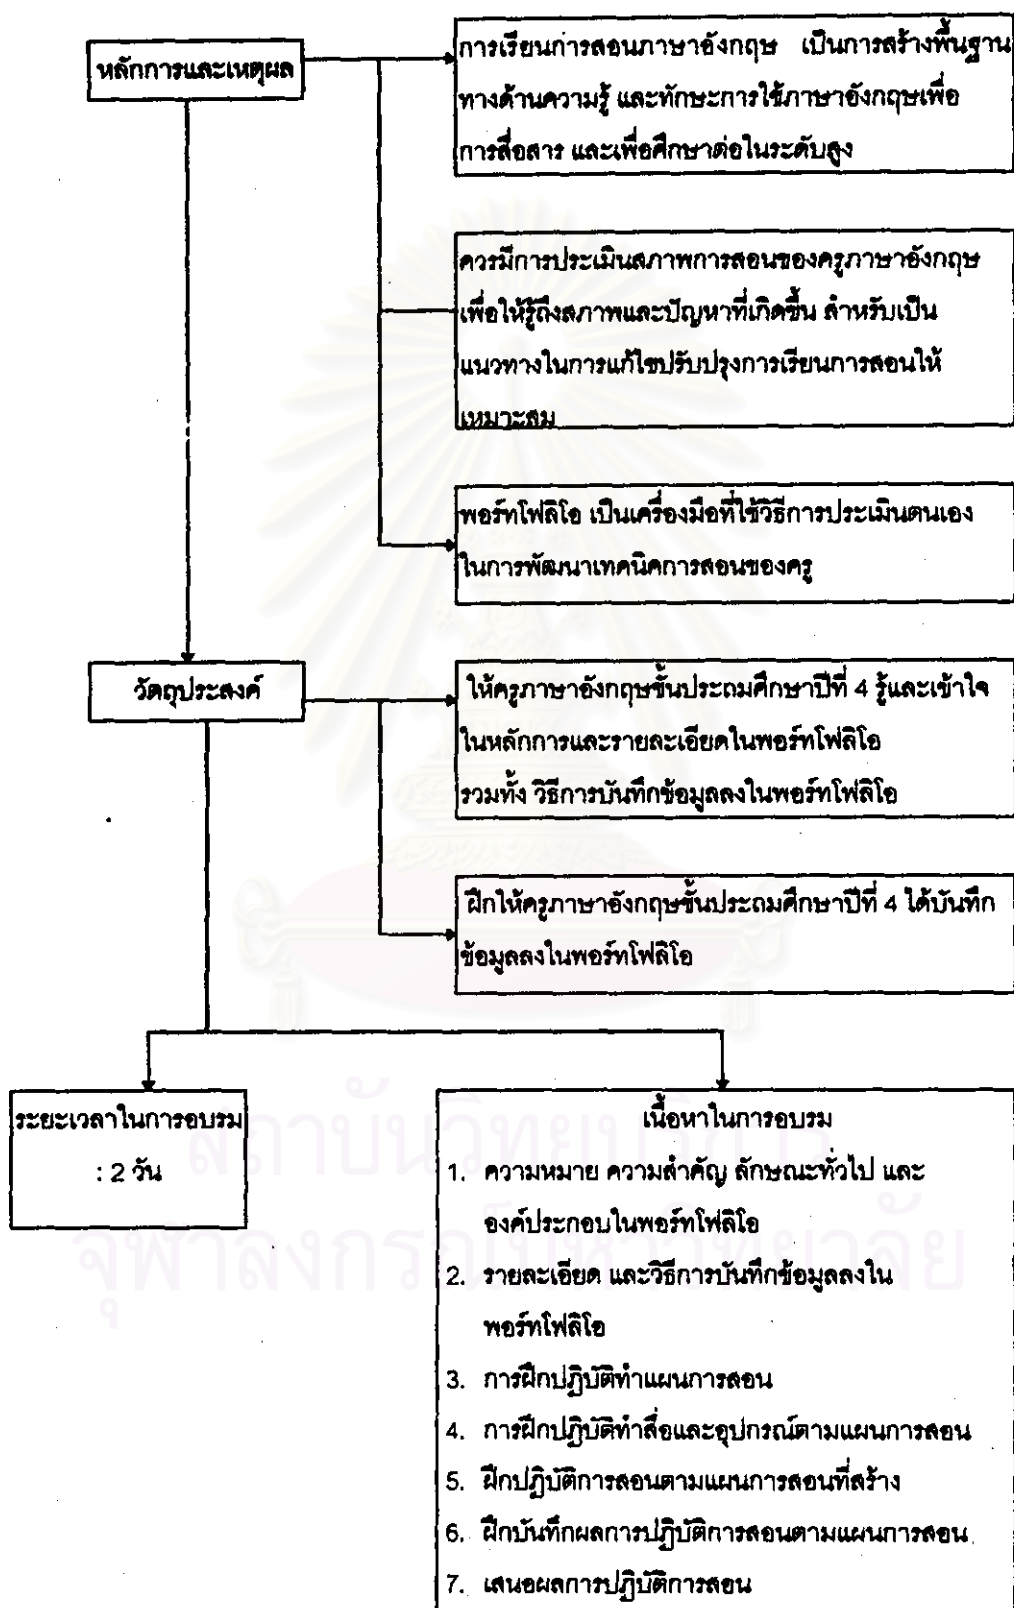 หลักการและเหตุผล
การเรียนการสอนภาษาอังกฤษ เป็นการสร้างพื้นฐาน
ทางด้านความรู้ และทักษะการใช้ภาษาอังกฤษเพื่อ
การสื่อสาร และเพื่อศึกษาต่อในระดับสูง
ควรมีการประเมินสภาพการสอนของครูภาษาอังกฤษ
เพื่อให้รู้ถึงสภาพและปัญหาที่เกิดขึ้น สำหรับเป็น
แนวทางในการแก้ไขปรับปรุงการเรียนการสอนให้
เหมาะสม
พอร์ทโฟลิโอ เป็นเครื่องมือที่ใช้วิธีการประเมินตนเอง
ในการพัฒนาเทคนิคการสอนของครู
วัตถุประสงค์
ให้ครูภาษาอังกฤษชั้นประถมศึกษาปีที่ 4 รู้และเข้าใจ
ในหลักการและรายละเอียดในพอร์ทโฟลิโอ
รวมทั้ง วิธีการบันทึกข้อมูลลงในพอร์ทโฟลิโอ
ฝึกให้ครูภาษาอังกฤษชั้นประถมศึกษาปีที่ 4 ได้บันทึก
ข้อมูลลงในพอร์ทโฟลิโอ
ระยะเวลาในการอบรม
: 2 วัน
เนื้อหาในการอบรม
1. ความหมาย ความสำคัญ ลักษณะทั่วไป และ
องค์ประกอบในพอร์ทโฟลิโอ
2. รายละเอียด และวิธีการบันทึกข้อมูลลงใน
พอร์ทโฟลิโอ
3. การฝึกปฏิบัติทำแผนการสอน
4. การฝึกปฏิบัติทำสื่อและอุปกรณ์ตามแผนการสอน
5. ฝึกปฏิบัติการสอนตามแผนการสอนที่สร้าง
6. ฝึกบันทึกผลการปฏิบัติการสอนตามแผนการสอน
7. เสนอผลการปฏิบัติการสอน
สถาบันวิทยบริการ
จุฬาลงกรณ์มหาวิทยาลัย